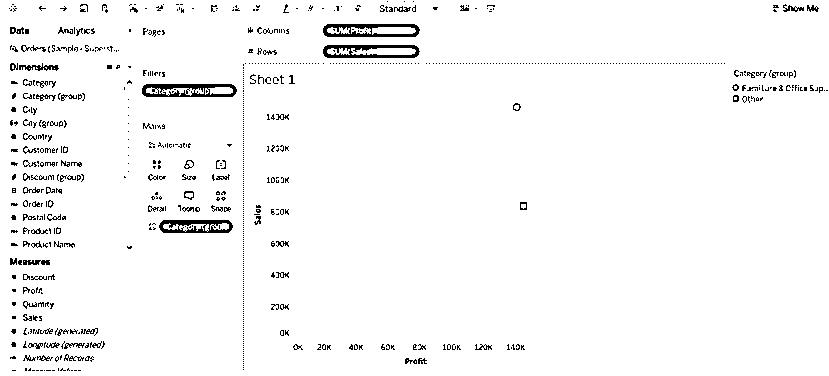 Standard
Show Me
Data Analytics
Pages
Columns
SUM(Profit)
Orders (Sample - Superst...
Rows
SUM(Sales)
Dimensions
Category
Category (group)
City
City (group)
Country
Customer ID
Customer Name
Discount (group)
Order Date
Order ID
Postal Code
Product ID
Product Name
Measures
Discount
Profit
Quantity
Sales
Latitude (generated)
Longitude (generated)
Number of Records
Measure Values
Filters
Category (group)
Marks
Automatic
Color Size Label
Detail Tooltip Shape
Category (group)
Sheet 1
1400K
1200K
1000K
800K
600K
400K
200K
0K
Sales
0K 20K 40K 60K 80K 100K 120K 140K
Profit
Category (group)
Furniture & Office Sup...
Other